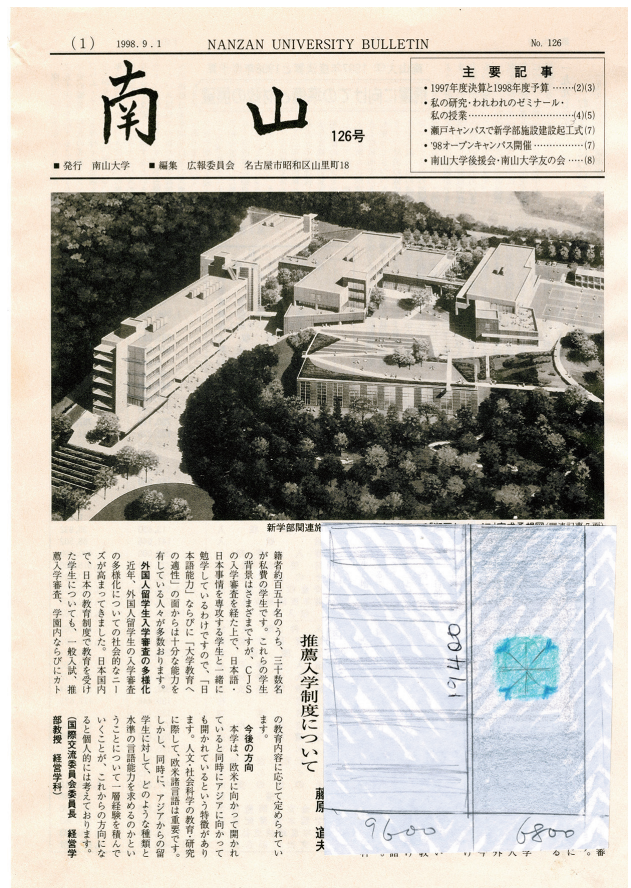 (1) 1998.9.1 NANZAN UNIVERSITY BULLETIN No. 126
南山
126号
■発行 南山大学 ■編集 広報委員会 名古屋市昭和区山里町18
主要記事
•1997年度決算と1998年度予算……(2)(3)
•私の研究・われわれのゼミナール・
私の授業……(4)(5)
•瀬戸キャンパスで新学部施設建設起工式(7)
•'98オープンキャンパス開催……(7)
•南山大学後援会・南山大学友の会……(8)
新学部関連施
推薦入学制度について
藤原 道夫
籍者約百五十名のうち、三十数名
が私費の学生です。これらの学生
の背景はさまざまですが、CJS
の入学審査を経た上で、日本語・
日本事情を専攻する学生と一緒に
勉学しているわけですので、「日
本語能力」ならびに「大学教育へ
の適性」の面からは十分な能力を
有している人々が多数おります。
外国人留学生入学審査の多様化
近年、外国人留学生の入学審査
の多様化についての社会的なニー
ズが高まってきました。日本国内
で、日本の教育制度で教育を受け
た学生についても、一般入試、推
薦入学審査、学園内ならびにカト
の教育内容に応じて定められてい
ます。
今後の方向
本学は、欧米に向かって開かれ
ていると同時にアジアに向かって
も開かれているという特徴があり
ます。人文・社会科学の教育・研究
に際して、欧米諸言語は重要です。
しかし、同時に、アジアからの留
学生に対して、どのような種類と
水準の言語能力を求めるのかとい
うことについて一層経験を積んで
いくことが、これからの方向にな
ると個人的には考えております。
(国際交流委員会委員長 経営学
部教授 経営学科)
19400
9600
6800